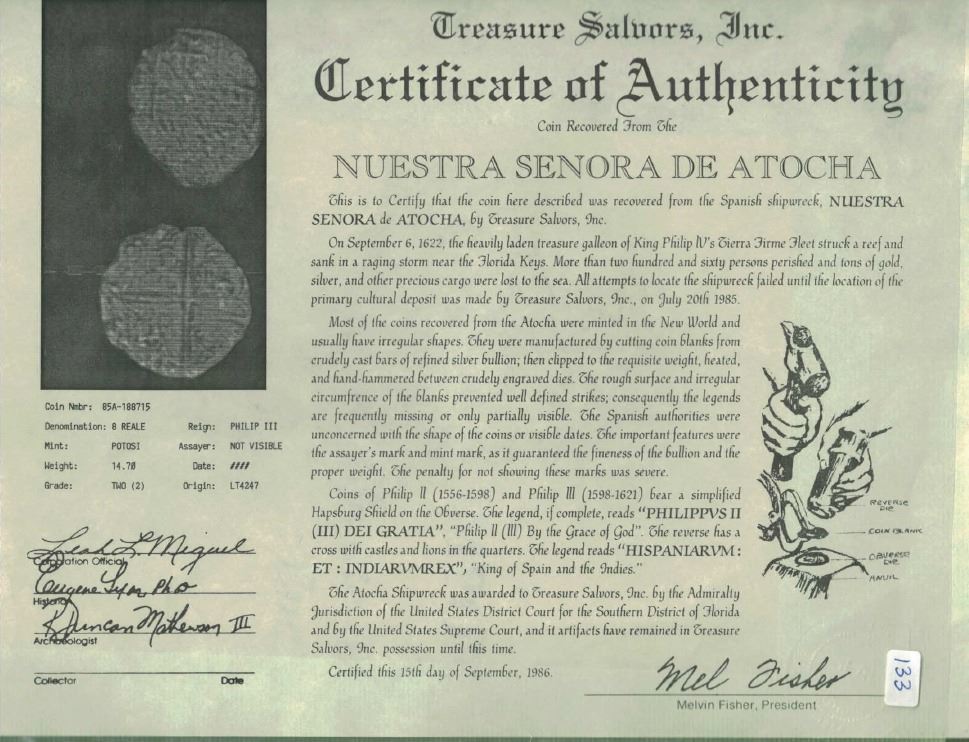 Treasure Salvors, Inc.
Certificate of Authenticity
Coin Recovered From The
NUESTRA SENORA DE ATOCHA
This is to Certify that the coin here described was recovered from the Spanish shipwreck, NUESTRA
SENORA de ATOCHA, by Treasure Salvors, Inc.
On September 6, 1622, the heavily laden treasure galleon of King Philip IV's Tierra Firme Fleet struck a reef and
sank in a raging storm near the Florida Keys. More than two hundred and sixty persons perished and tons of gold,
silver, and other precious cargo were lost to the sea. All attempts to locate the shipwreck failed until the location of the
primary cultural deposit was made by Treasure Salvors, Inc., on July 20th 1985.
Most of the coins recovered from the Atocha were minted in the New World and
usually have irregular shapes. They were manufactured by cutting coin blanks from
crudely cast bars of refined silver bullion; then clipped to the requisite weight, heated,
and hand-hammered between crudely engraved dies. The rough surface and irregular
circumfrence of the blanks prevented well defined strikes; consequently the legends
are frequently missing or only partially visible. The Spanish authorities were
unconcerned with the shape of the coins or visible dates. The important features were
the assayer's mark and mint mark, as it guaranteed the fineness of the bullion and the
proper weight. The penalty for not showing these marks was severe.
Coins of Philip II (1556-1598) and Philip III (1598-1621) bear a simplified
Hapsburg Shield on the Obverse. The legend, if complete, reads "PHILIPPVS II
(III) DEI GRATIA", "Philip II (III) By the Grace of God". The reverse has a
cross with castles and lions in the quarters. The legend reads "HISPANIARVM :
ET : INDIARVMREX", "King of Spain and the Indies."
The Atocha Shipwreck was awarded to Treasure Salvors, Inc. by the Admiralty
Jurisdiction of the United States District Court for the Southern District of Florida
and by the United States Supreme Court, and it artifacts have remained in Treasure
Salvors, Inc. possession until this time.
Certified this 15th day of September, 1986.
REVERSE DIE
COIN BLANK
OBVERSE DIE
ANVIL
Coin Nmbr: 85A-188715
Denomination: 8 REALE Reign: PHILIP III
Mint: POTOSI Assayer: NOT VISIBLE
Weight: 14.70 Date: ####
Grade: TWO (2) Origin: LT4247
Leah L. Miguel
Corporation Official
Eugene Lyon PhD
Historian
R. Duncan Mathewson III
Archaeologist
Collector Date
Mel Fisher
Melvin Fisher, President
133